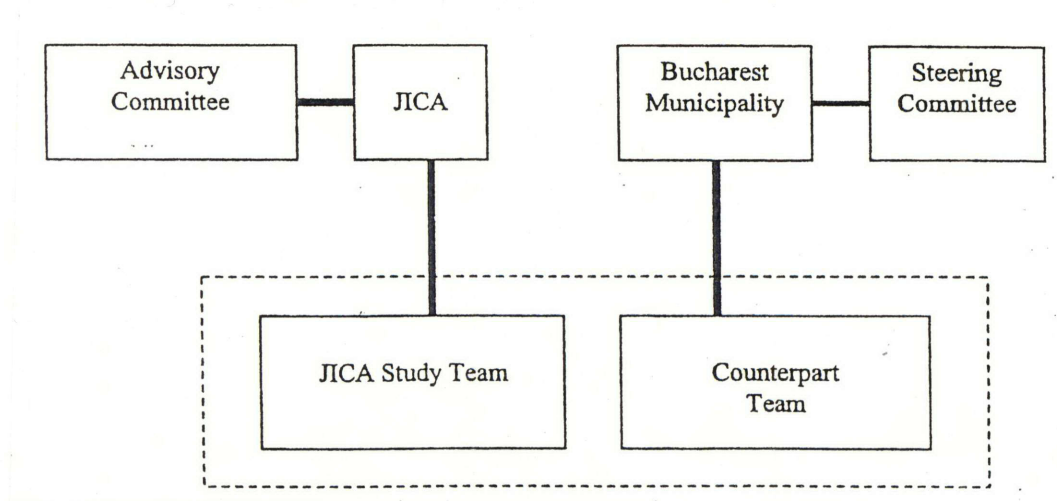 Advisory
Committee
JICA
Bucharest
Municipality
Steering
Committee
JICA Study Team
Counterpart
Team